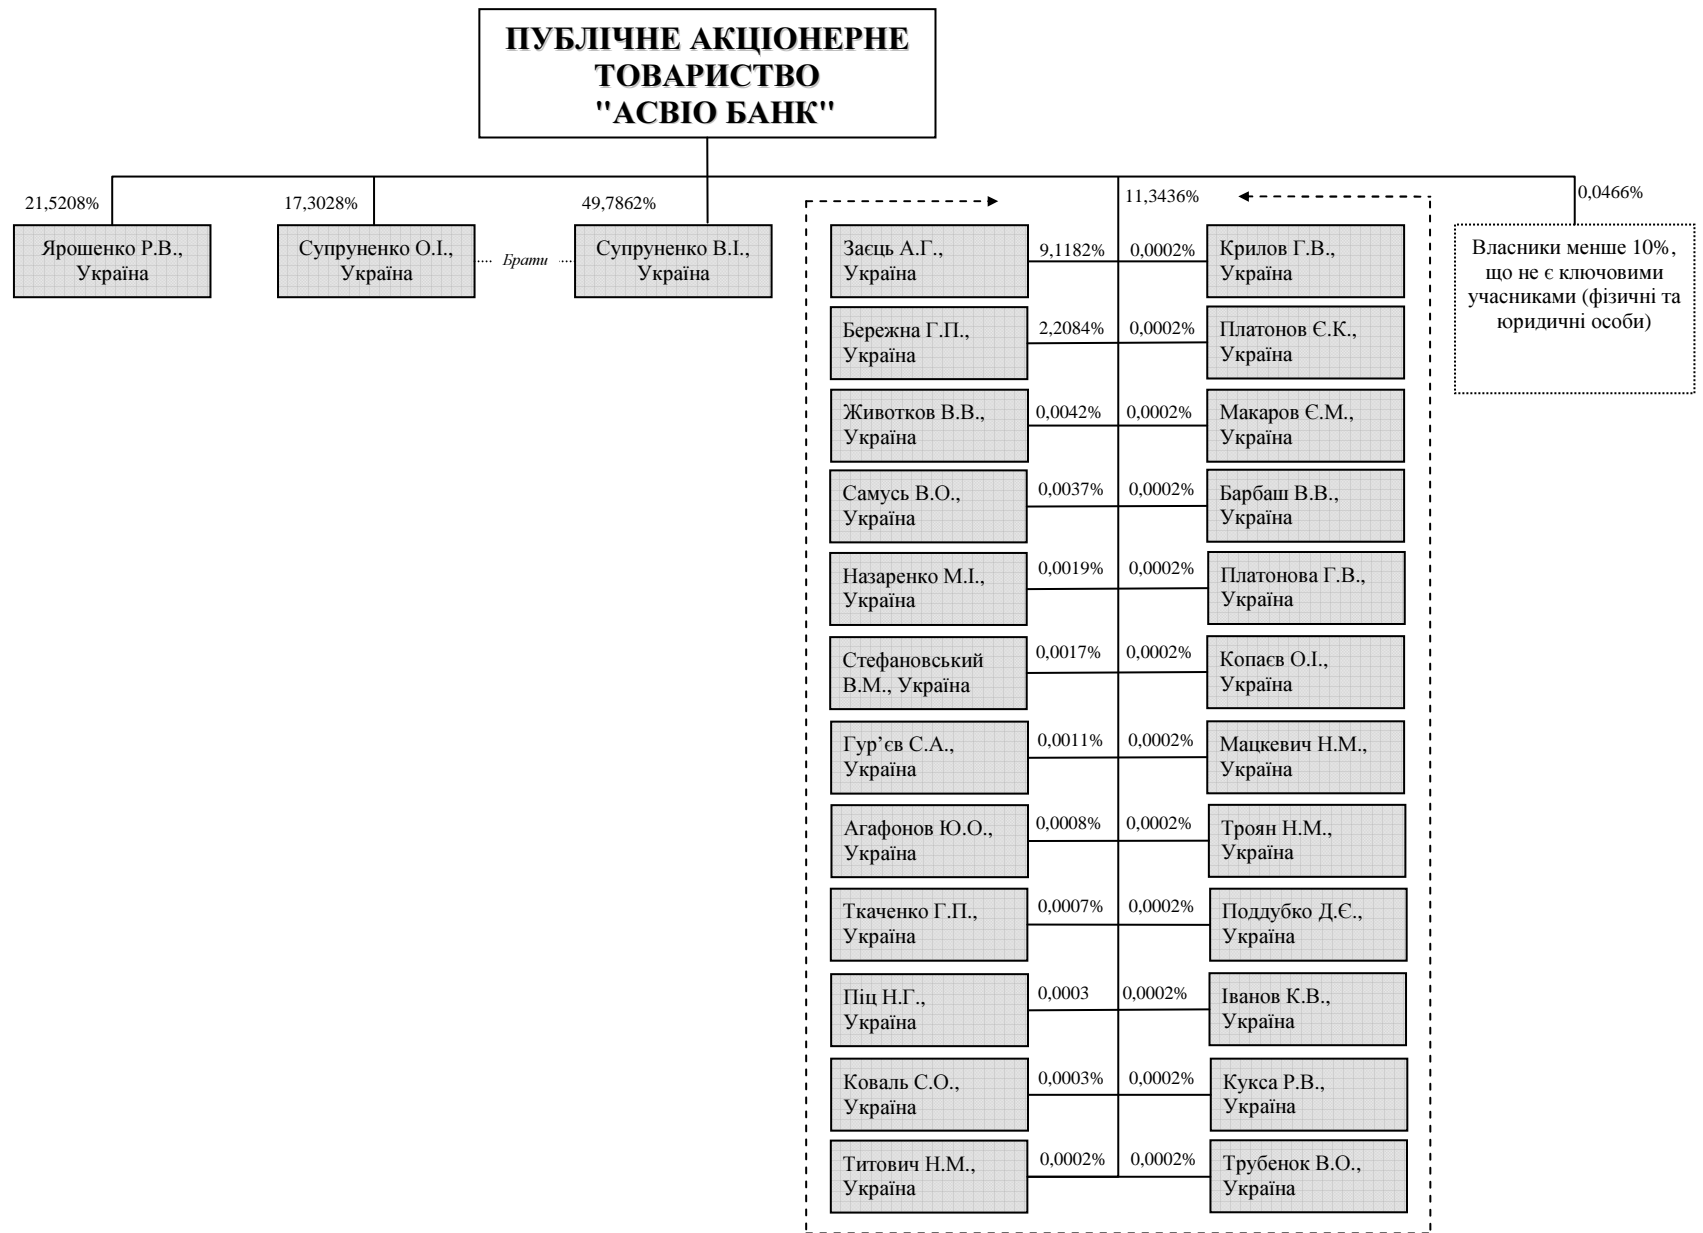 ПУБЛІЧНЕ АКЦІОНЕРНЕ
ТОВАРИСТВО
"АСВІО БАНК"
21,5208%
17,3028%
49,7862%
11,3436%
0,0466%
Ярошенко Р.В.,
Україна
Супруненко О.І.,
Україна
Брати
Супруненко В.І.,
Україна
Власники менше 10%,
що не є ключовими
учасниками (фізичні та
юридичні особи)
Заєць А.Г.,
Україна
9,1182%
0,0002%
Крилов Г.В.,
Україна
Бережна Г.П.,
Україна
2,2084%
0,0002%
Платонов Є.К.,
Україна
Животков В.В.,
Україна
0,0042%
0,0002%
Макаров Є.М.,
Україна
Самусь В.О.,
Україна
0,0037%
0,0002%
Барбаш В.В.,
Україна
Назаренко М.І.,
Україна
0,0019%
0,0002%
Платонова Г.В.,
Україна
Стефановський
В.М., Україна
0,0017%
0,0002%
Копаєв О.І.,
Україна
Гур’єв С.А.,
Україна
0,0011%
0,0002%
Мацкевич Н.М.,
Україна
Агафонов Ю.О.,
Україна
0,0008%
0,0002%
Троян Н.М.,
Україна
Ткаченко Г.П.,
Україна
0,0007%
0,0002%
Поддубко Д.Є.,
Україна
Піц Н.Г.,
Україна
0,0003
0,0002%
Іванов К.В.,
Україна
Коваль С.О.,
Україна
0,0003%
0,0002%
Кукса Р.В.,
Україна
Титович Н.М.,
Україна
0,0002%
0,0002%
Трубенок В.О.,
Україна